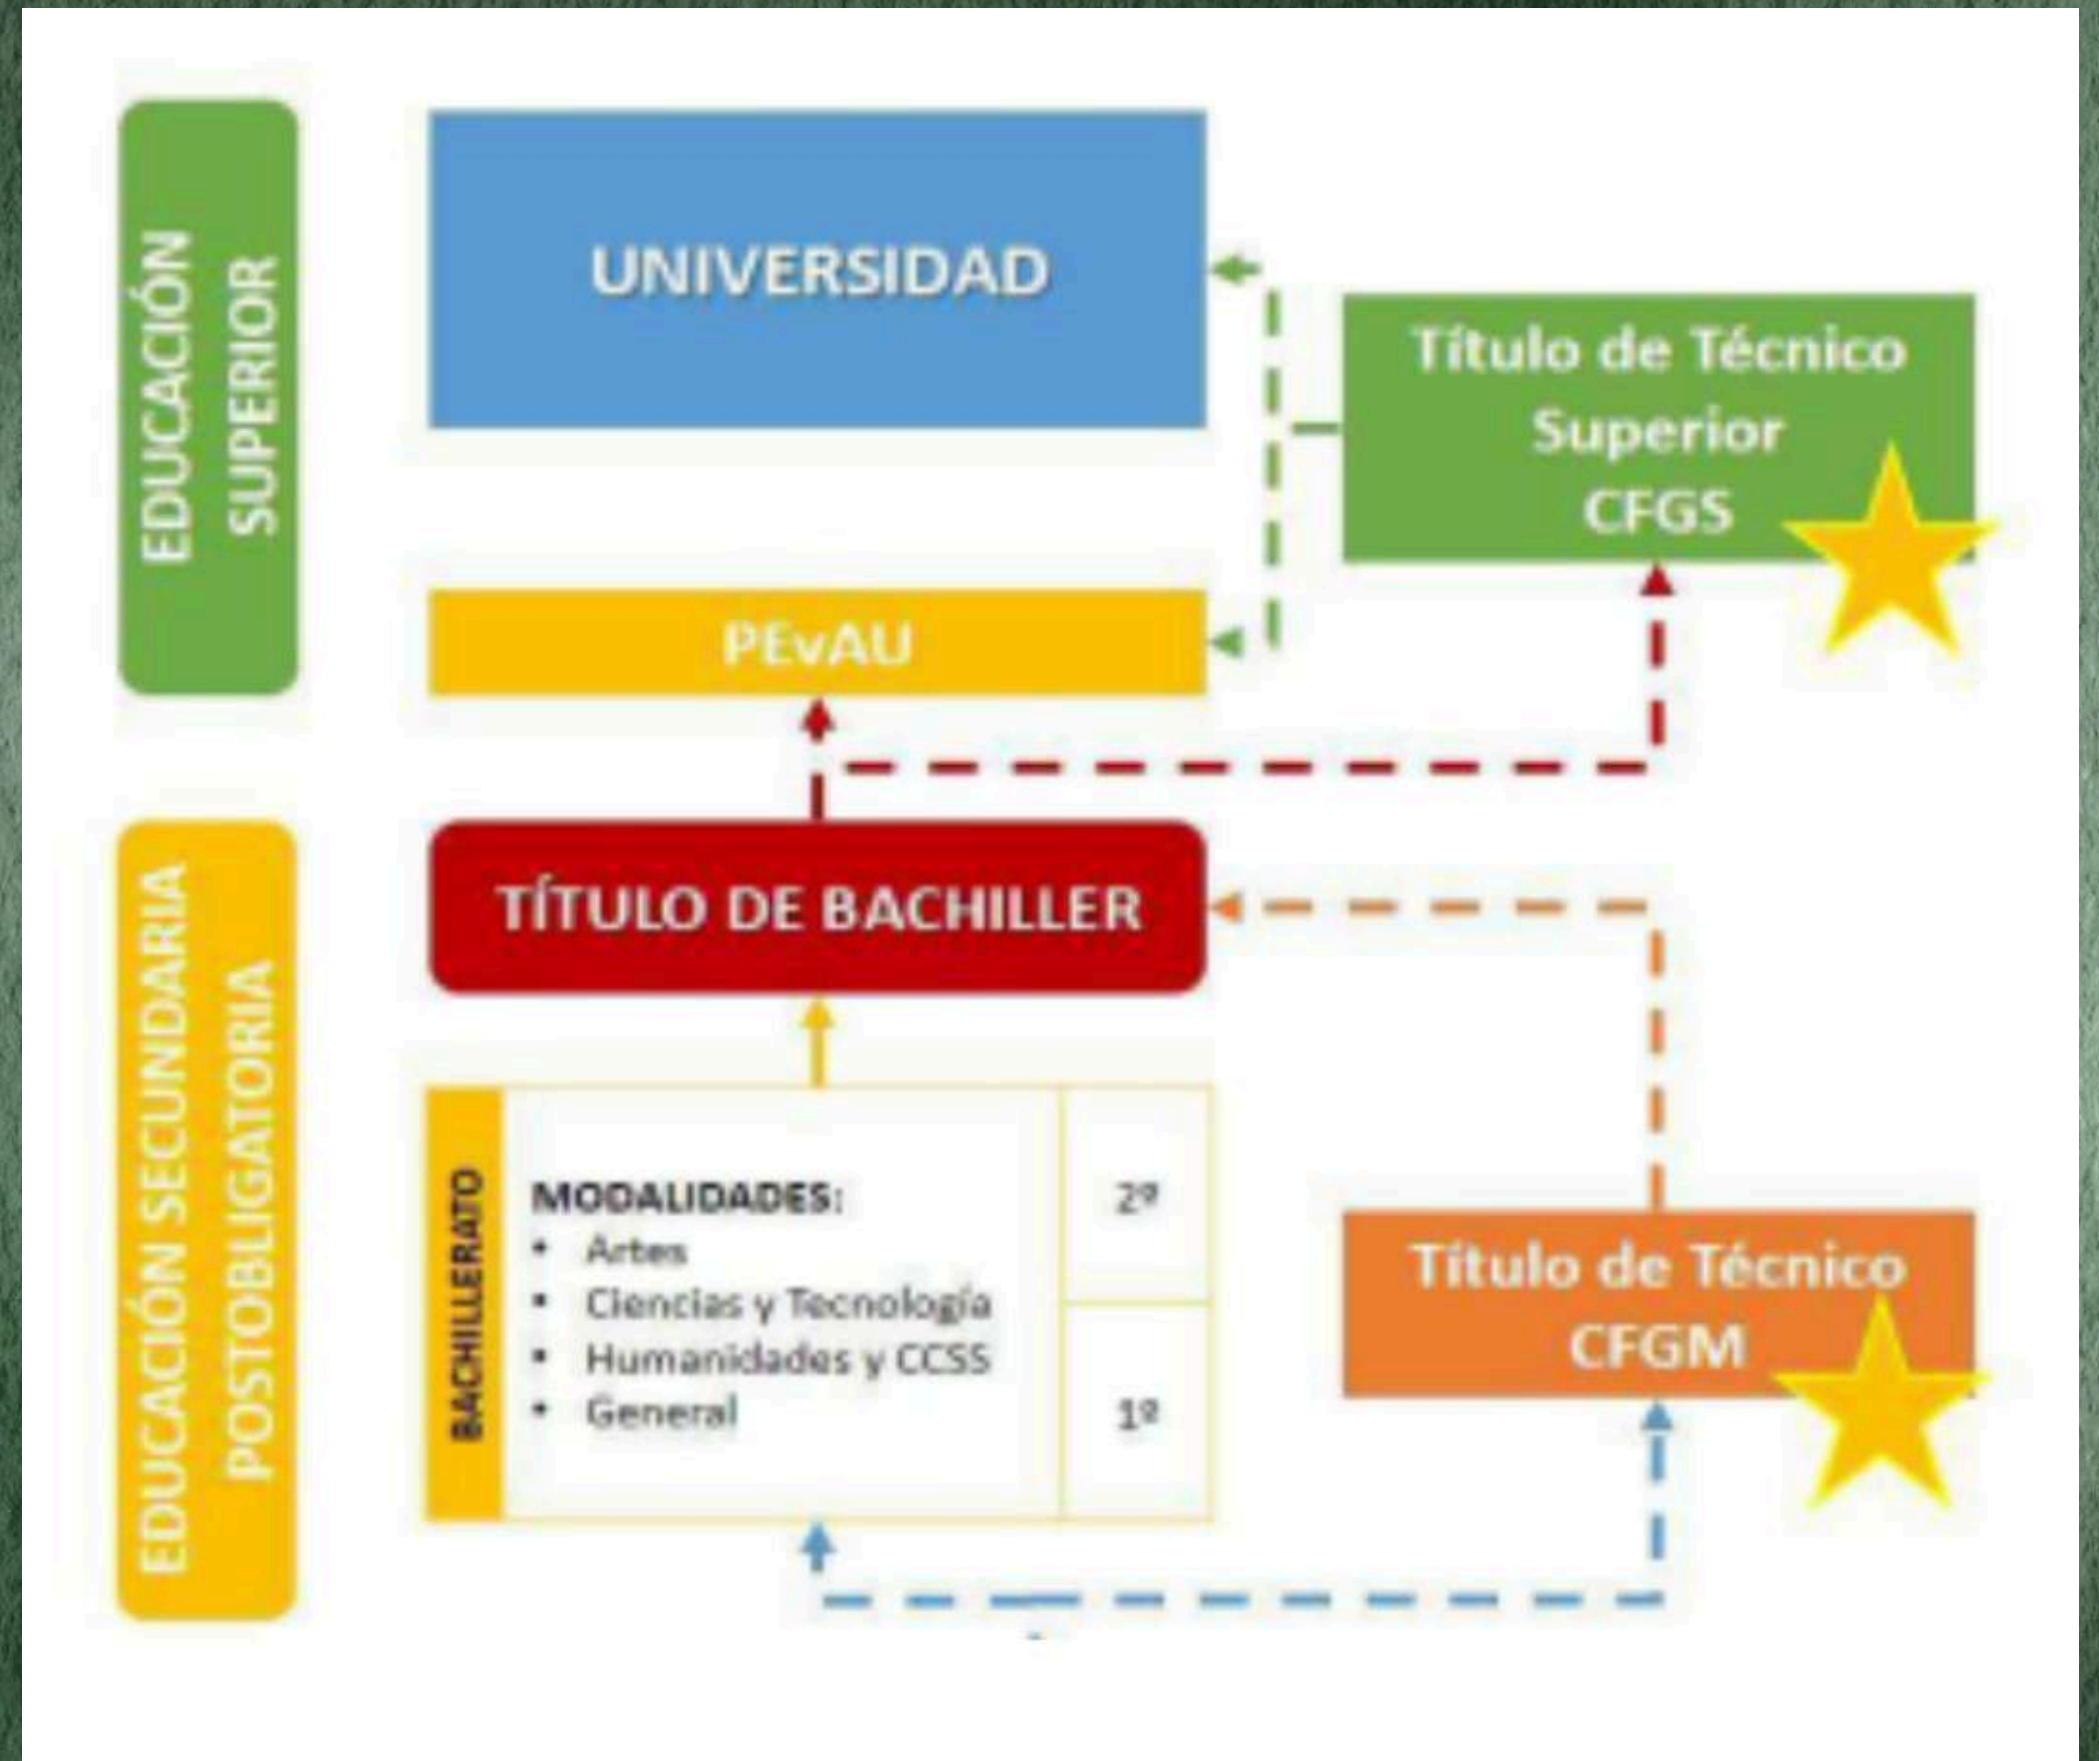 EDUCACIÓN
SUPERIOR
UNIVERSIDAD
Título de Técnico
Superior
CFGS
PEvAU
EDUCACIÓN SECUNDARIA
POSTOBLIGATORIA
TÍTULO DE BACHILLER
BACHILLERATO
MODALIDADES:
• Artes
• Ciencias y Tecnología
• Humanidades y CCSS
• General
2º
1º
Título de Técnico
CFGM